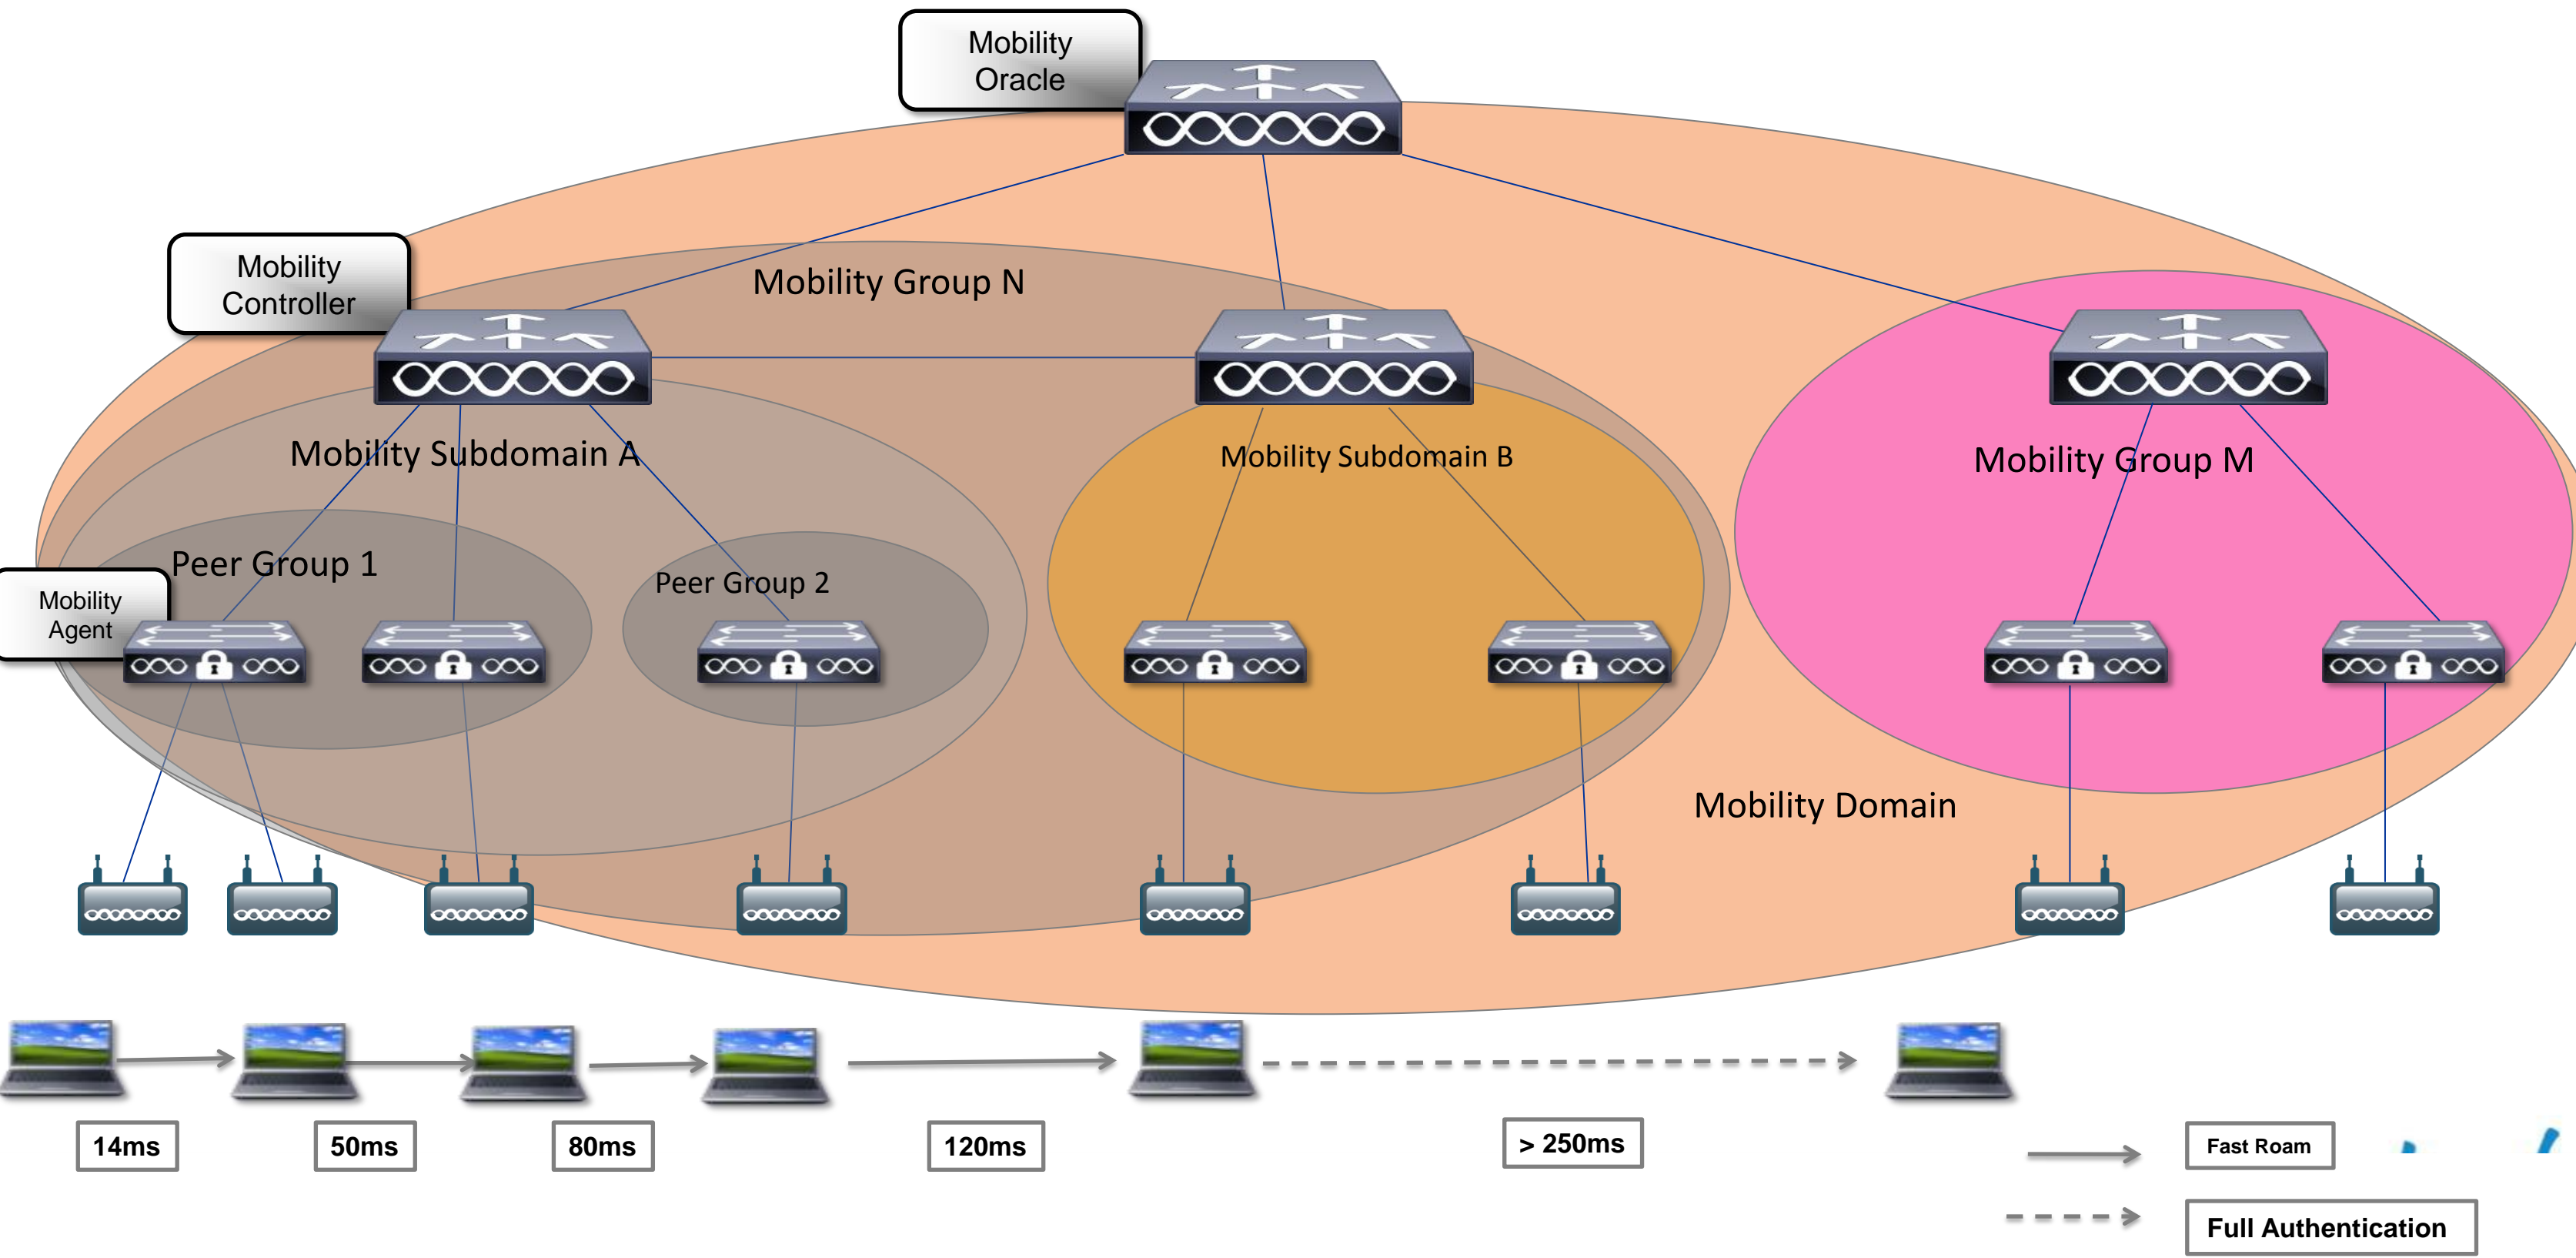 Mobility
Oracle
Mobility
Controller
Mobility Group N
Mobility Subdomain A
Mobility Subdomain B
Mobility Group M
Peer Group 1
Peer Group 2
Mobility
Agent
Mobility Domain
14ms
50ms
80ms
120ms
> 250ms
Fast Roam
Full Authentication